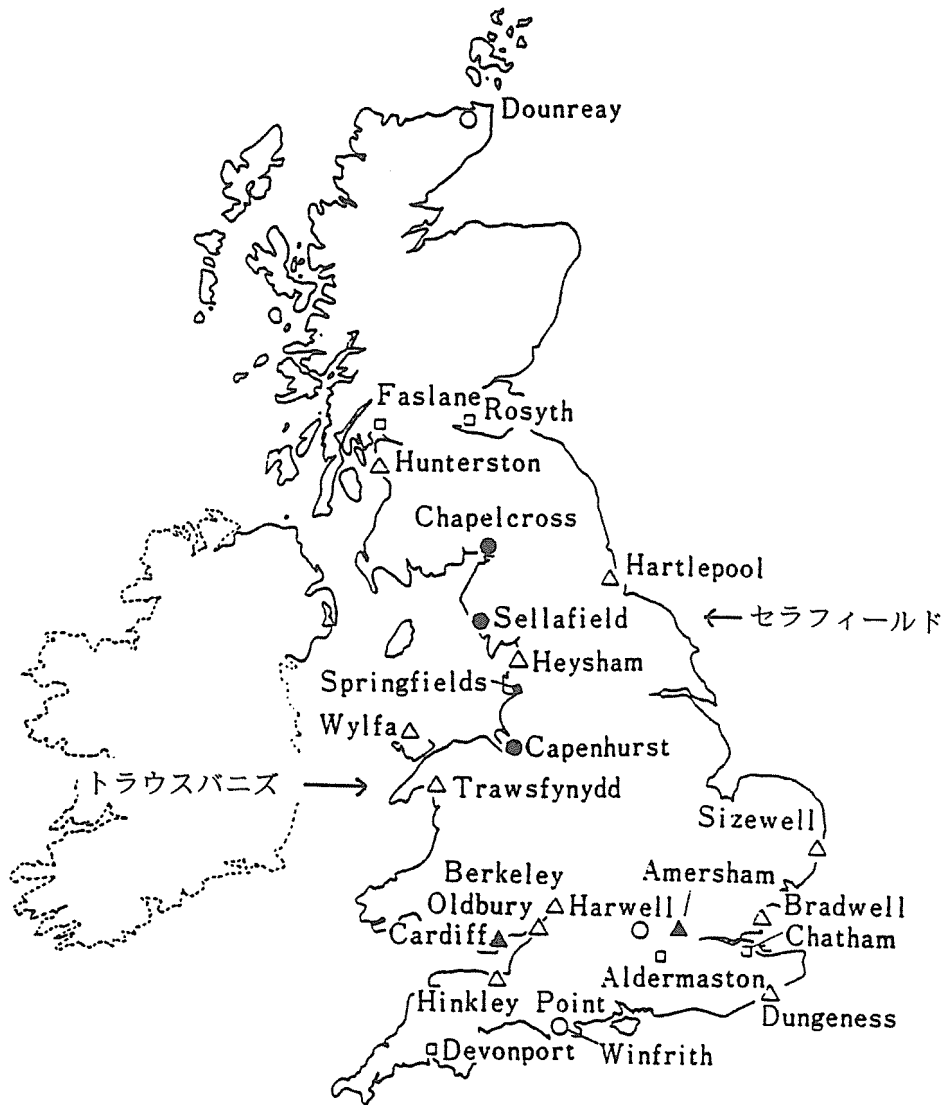 Dounreay
Faslane
Rosyth
Hunterston
Chapelcross
Hartlepool
Sellafield
← セラフィールド
Heysham
Springfields
Wylfa
Capenhurst
トラウスバニズ →
Trawsfynydd
Sizewell
Berkeley
Amersham
Oldbury
Harwell
Bradwell
Cardiff
Chatham
Aldermaston
Hinkley Point
Dungeness
Devonport
Winfrith